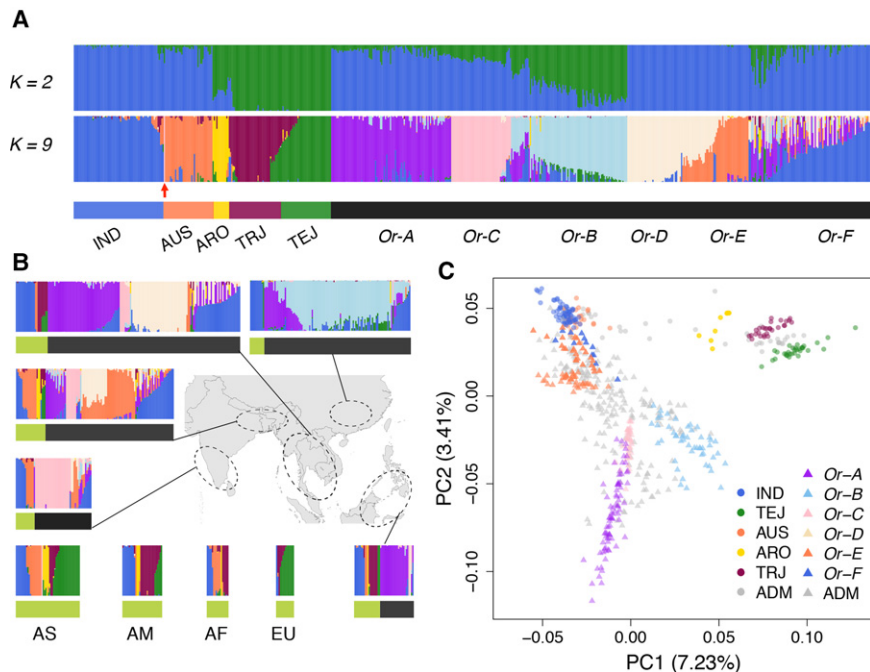 A
K = 2
K = 9
IND AUS ARO TRJ TEJ Or-A Or-C Or-B Or-D Or-E Or-F
B
AS AM AF EU
C
0.05
0.00
-0.05
-0.10
PC2 (3.41%)
IND
TEJ
AUS
ARO
TRJ
ADM
Or-A
Or-B
Or-C
Or-D
Or-E
Or-F
ADM
-0.05 0.00 0.05 0.10
PC1 (7.23%)